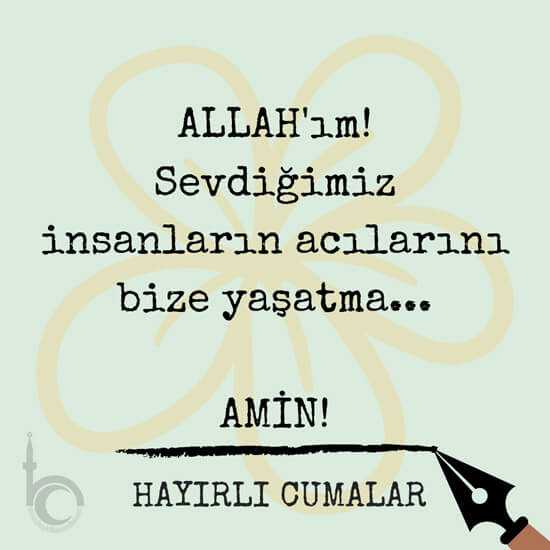 ALLAH'ım!
Sevdiğimiz
insanların acılarını
bize yaşatma...
AMİN!
HAYIRLI CUMALAR